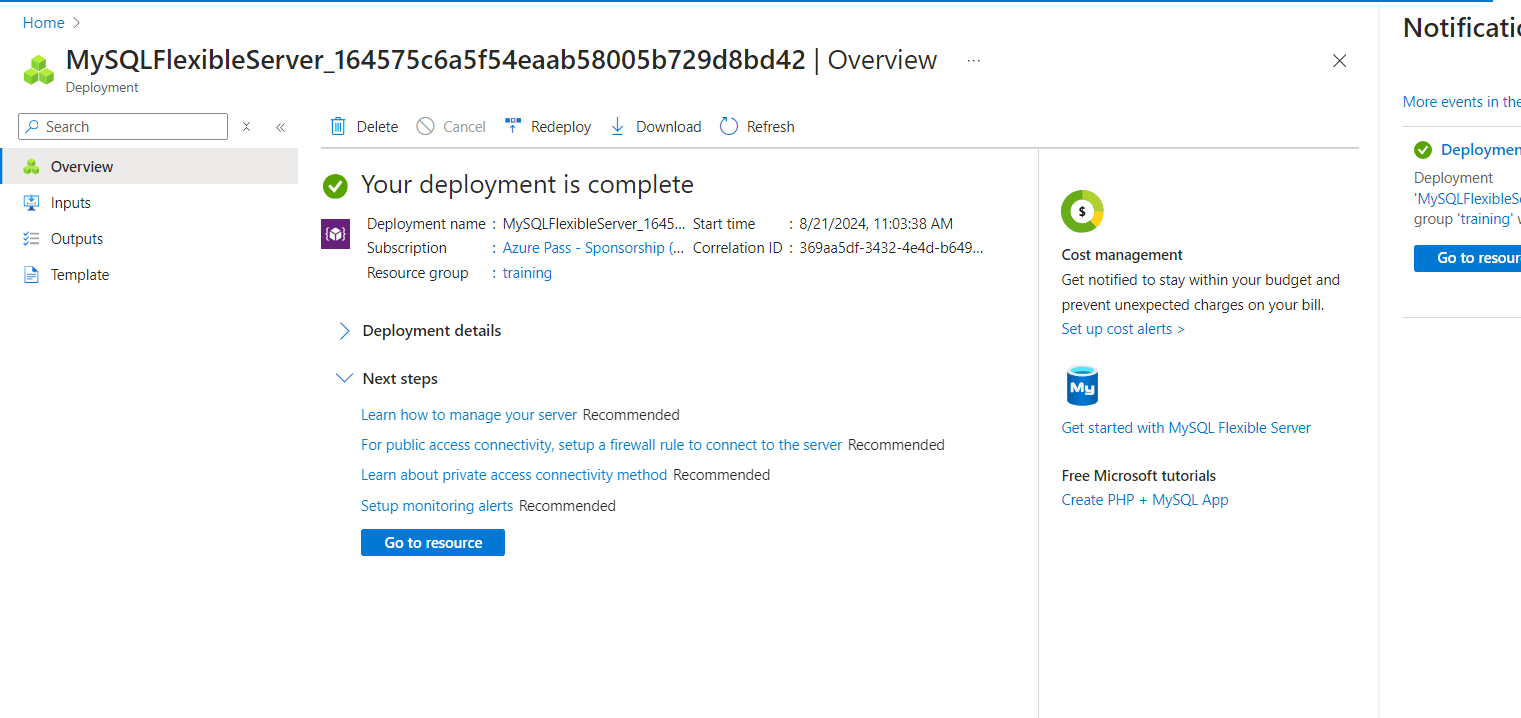 Home
MySQLFlexibleServer_164575c6a5f54eaab58005b729d8bd42 | Overview ...
Deployment
Search
Overview
Inputs
Outputs
Template
Delete Cancel Redeploy Download Refresh
Your deployment is complete
Deployment name : MySQLFlexibleServer_1645...
Subscription : Azure Pass - Sponsorship (...
Resource group : training
Start time : 8/21/2024, 11:03:38 AM
Correlation ID : 369aa5df-3432-4e4d-b649...
Deployment details
Next steps
Learn how to manage your server Recommended
For public access connectivity, setup a firewall rule to connect to the server Recommended
Learn about private access connectivity method Recommended
Setup monitoring alerts Recommended
Go to resource
$
Cost management
Get notified to stay within your budget and
prevent unexpected charges on your bill.
Set up cost alerts >
My
Get started with MySQL Flexible Server
Free Microsoft tutorials
Create PHP + MySQL App
Notificati
More events in the
Deploymen
Deployment
'MySQLFlexibleS
group 'training'
Go to resour